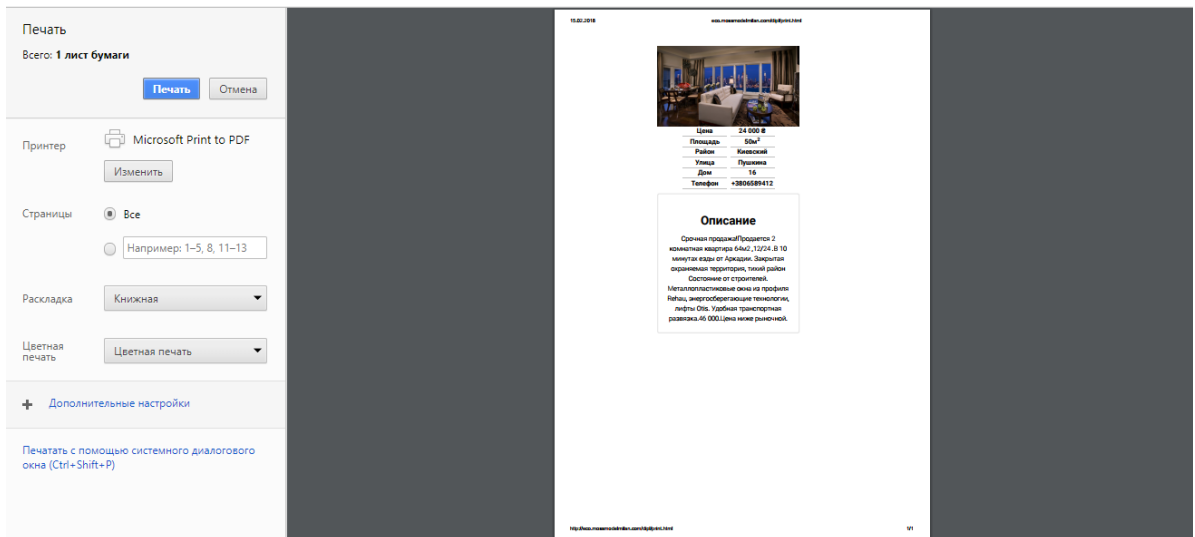 Печать
Всего: 1 лист бумаги
Печать Отмена
Принтер Microsoft Print to PDF
Изменить
Страницы Все
Например: 1–5, 8, 11–13
Раскладка Книжная
Цветная
печать Цветная печать
Дополнительные настройки
Печатать с помощью системного диалогового
окна (Ctrl+Shift+P)
15.02.2018
Цена 24 000 ₴
Площадь 50м²
Район Киевский
Улица Пушкина
Дом 16
Телефон +3806589412
Описание
Срочная продажа!Продается 2
комнатная квартира 64м2 ,12/24 .В 10
минутах езды от Аркадии. Закрытая
охраняемая территория, тихий район
Состояние от строителей.
Металлопластиковые окна из профиля
Rehau, энергосберегающие технологии,
лифты Otis. Удобная транспортная
развязка.46 000.Цена ниже рыночной.
1/1